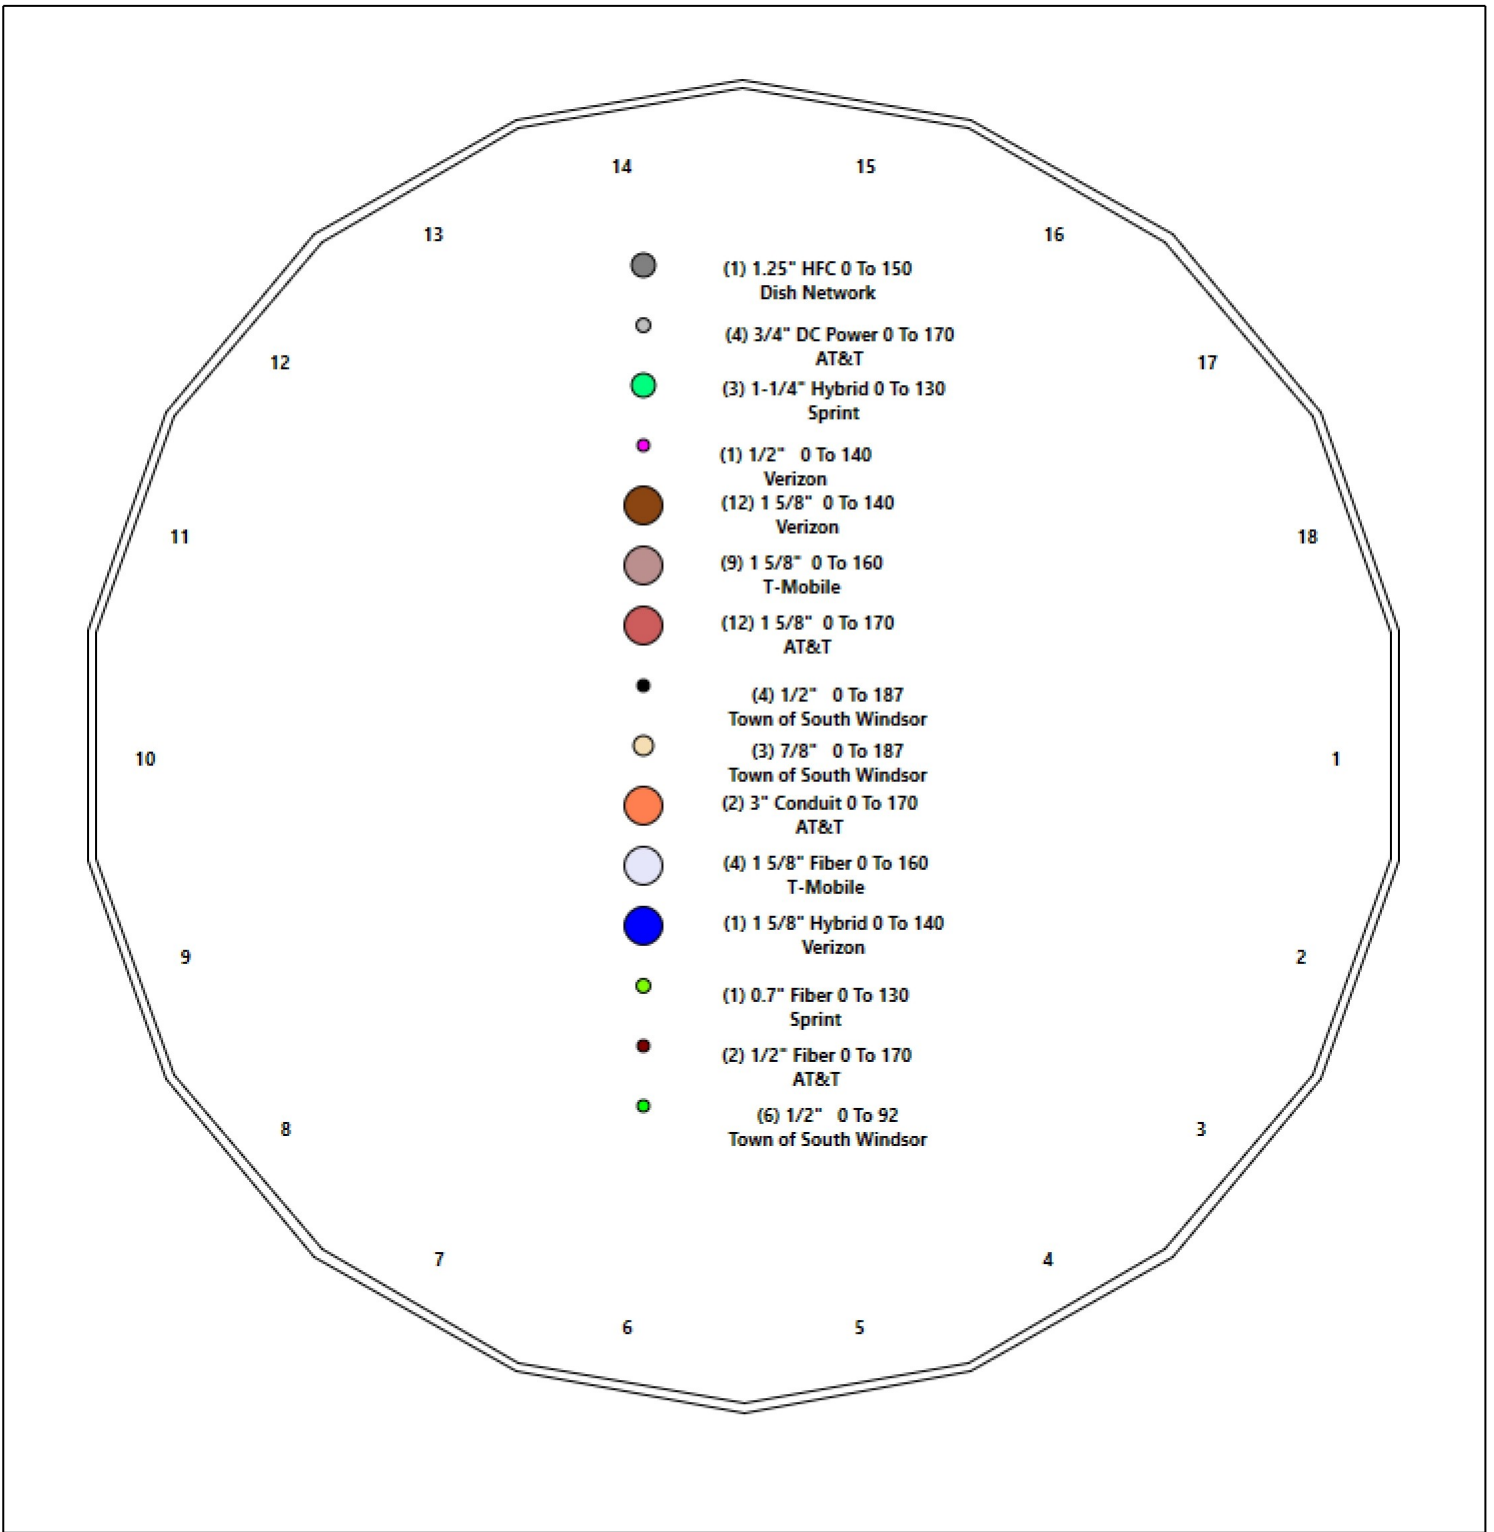 14
15
13
16
(1) 1.25" HFC 0 To 150
Dish Network
(4) 3/4" DC Power 0 To 170
AT&T
12
17
(3) 1-1/4" Hybrid 0 To 130
Sprint
(1) 1/2" 0 To 140
Verizon
(12) 1 5/8" 0 To 140
Verizon
11
18
(9) 1 5/8" 0 To 160
T-Mobile
(12) 1 5/8" 0 To 170
AT&T
(4) 1/2" 0 To 187
Town of South Windsor
(3) 7/8" 0 To 187
Town of South Windsor
10
1
(2) 3" Conduit 0 To 170
AT&T
(4) 1 5/8" Fiber 0 To 160
T-Mobile
(1) 1 5/8" Hybrid 0 To 140
Verizon
9
2
(1) 0.7" Fiber 0 To 130
Sprint
(2) 1/2" Fiber 0 To 170
AT&T
(6) 1/2" 0 To 92
Town of South Windsor
8
3
7
4
6
5